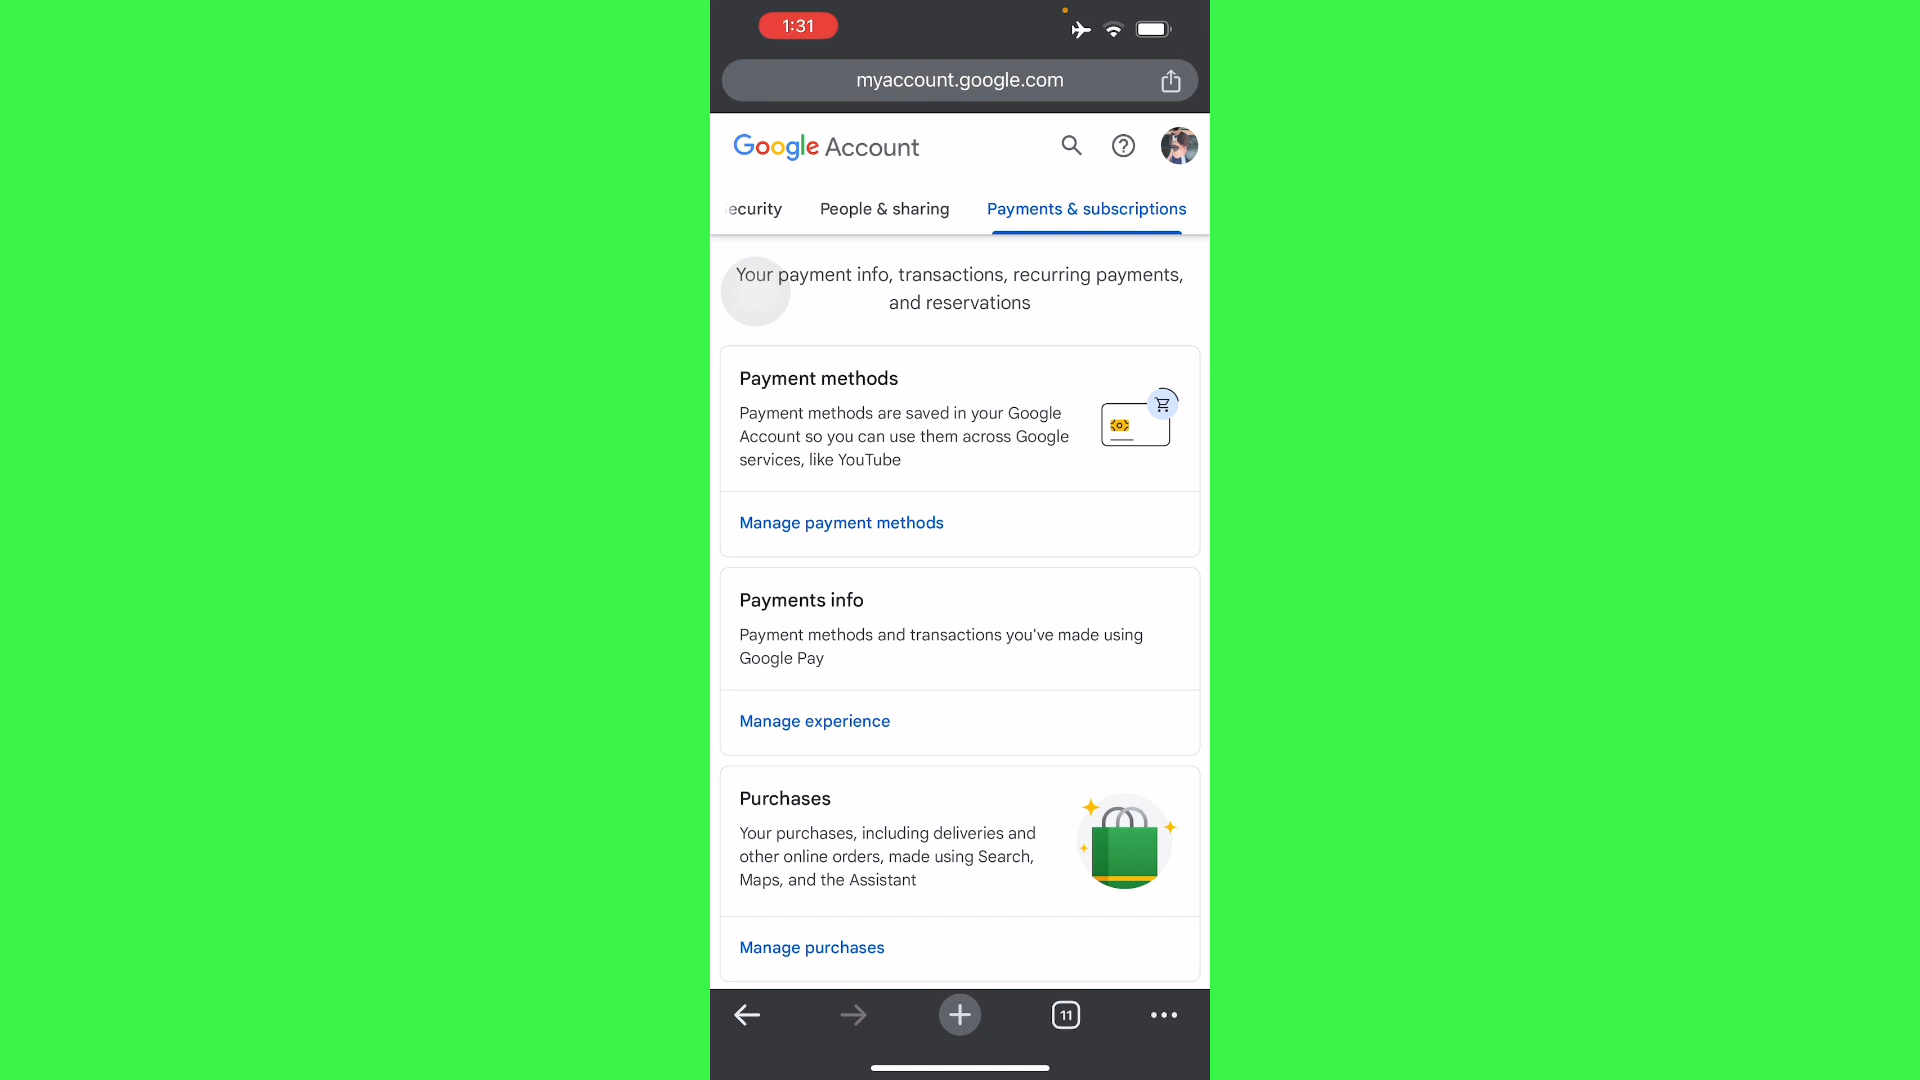 1:31
myaccount.google.com
Google Account
ecurity People & sharing Payments & subscriptions
Your payment info, transactions, recurring payments,
and reservations
Payment methods
Payment methods are saved in your Google
Account so you can use them across Google
services, like YouTube
Manage payment methods
Payments info
Payment methods and transactions you've made using
Google Pay
Manage experience
Purchases
Your purchases, including deliveries and
other online orders, made using Search,
Maps, and the Assistant
Manage purchases
11